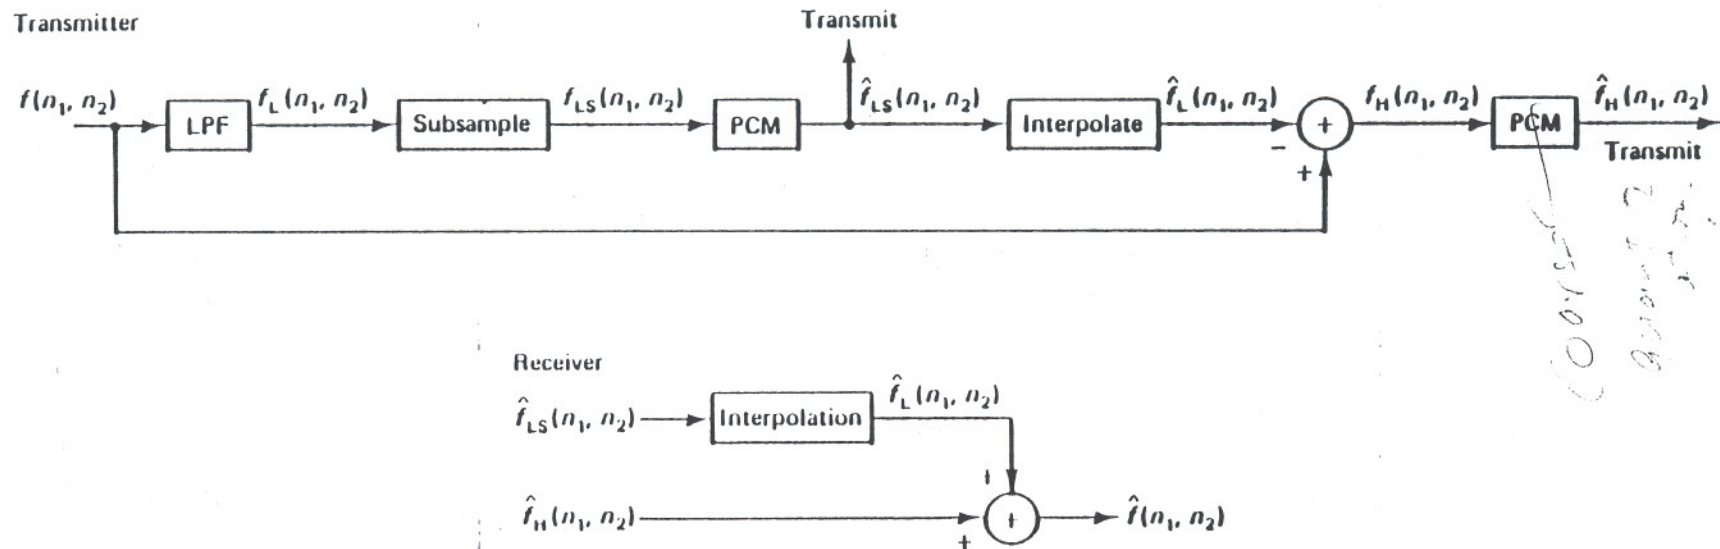 Transmitter
Transmit
f(n₁, n₂)
LPF
f_L(n₁, n₂)
Subsample
f_LS(n₁, n₂)
PCM
f̂_LS(n₁, n₂)
Interpolate
f̂_L(n₁, n₂)
−
+
+
f_H(n₁, n₂)
PCM
f̂_H(n₁, n₂)
Transmit
Receiver
f̂_LS(n₁, n₂)
Interpolation
f̂_L(n₁, n₂)
+
f̂_H(n₁, n₂)
+
+
f̂(n₁, n₂)